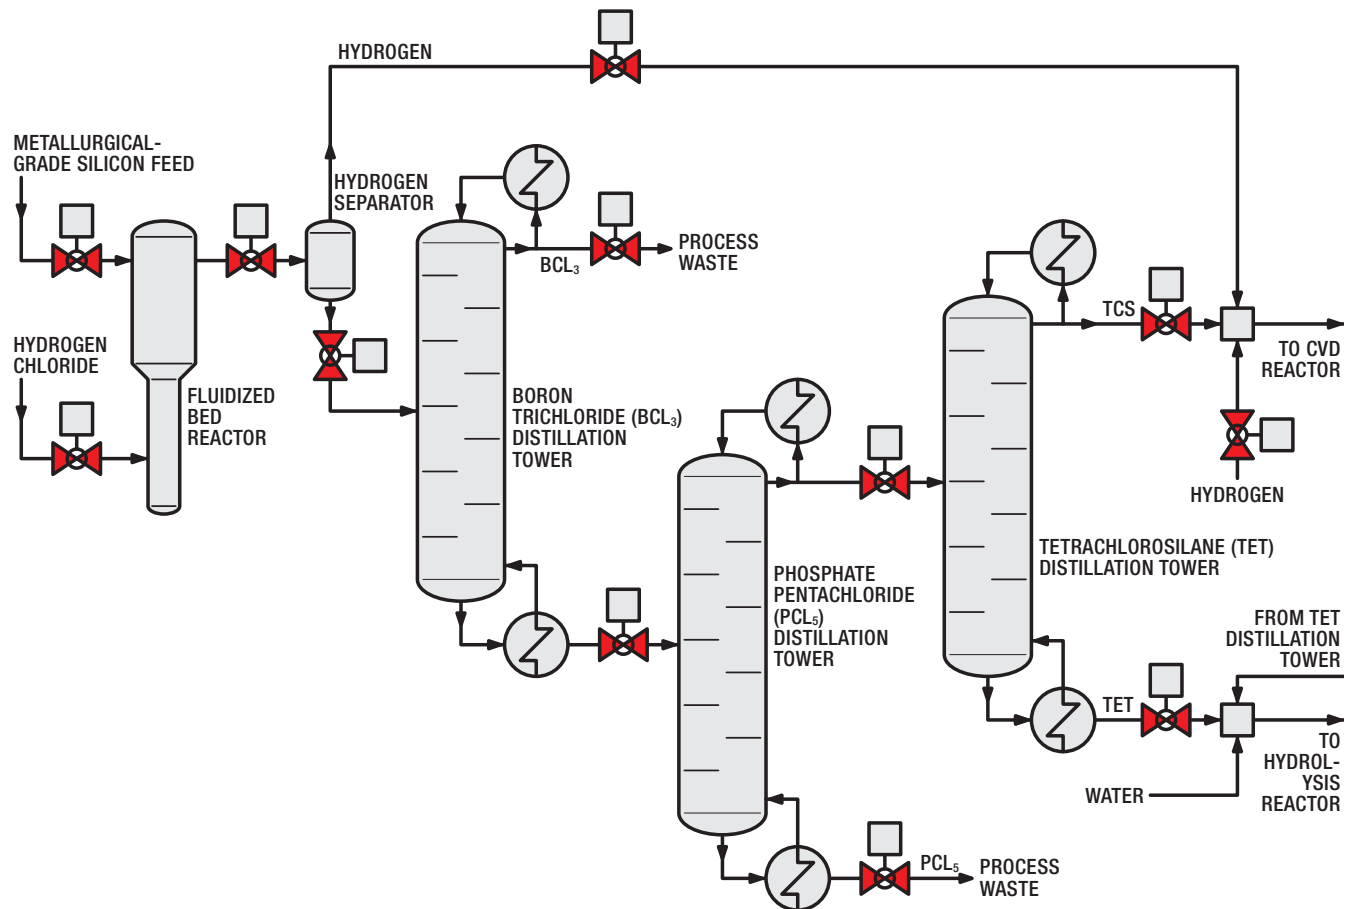 HYDROGEN
METALLURGICAL-
GRADE SILICON FEED
HYDROGEN
SEPARATOR
BCL₃
PROCESS
WASTE
HYDROGEN
CHLORIDE
FLUIDIZED
BED
REACTOR
BORON
TRICHLORIDE (BCL₃)
DISTILLATION
TOWER
TCS
TO CVD
REACTOR
HYDROGEN
PHOSPHATE
PENTACHLORIDE
(PCL₅)
DISTILLATION
TOWER
TETRACHLOROSILANE (TET)
DISTILLATION TOWER
FROM TET
DISTILLATION
TOWER
TET
TO
HYDROL-
YSIS
REACTOR
WATER
PCL₅
PROCESS
WASTE